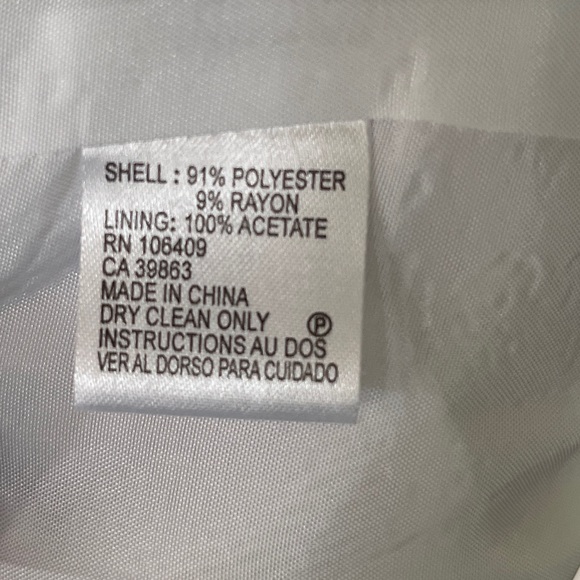 SHELL : 91% POLYESTER
9% RAYON
LINING: 100% ACETATE
RN 106409
CA 39863
MADE IN CHINA
DRY CLEAN ONLY Ⓟ
INSTRUCTIONS AU DOS
VER AL DORSO PARA CUIDADO